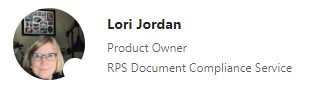 Lori Jordan
Product Owner
RPS Document Compliance Service